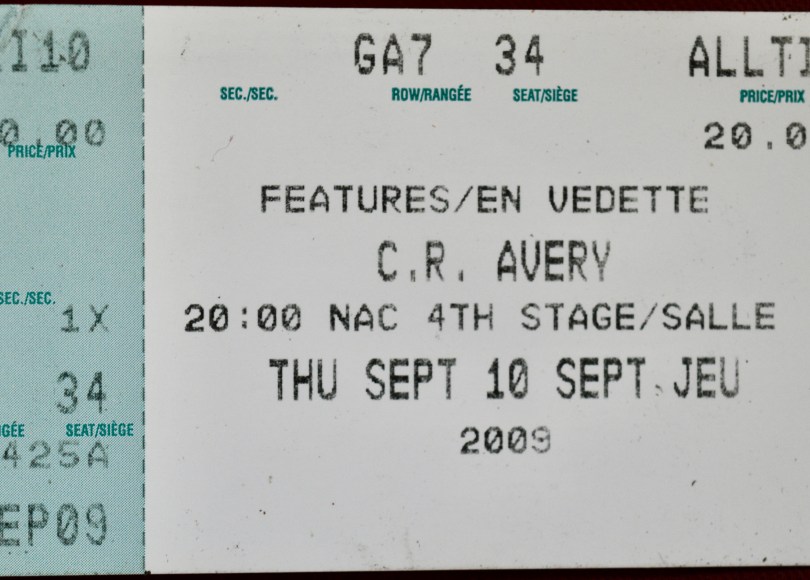 II10
0.00
PRICE/PRIX
SEC./SEC.
1X
34
GÉE SEAT/SIÈGE
425A
EP09
GA7 34 ALLTI
SEC./SEC. ROW/RANGÉE SEAT/SIÈGE PRICE/PRIX
20.0
FEATURES/EN VEDETTE
C.R. AVERY
20:00 NAC 4TH STAGE/SALLE
THU SEPT 10 SEPT.JEU
2009